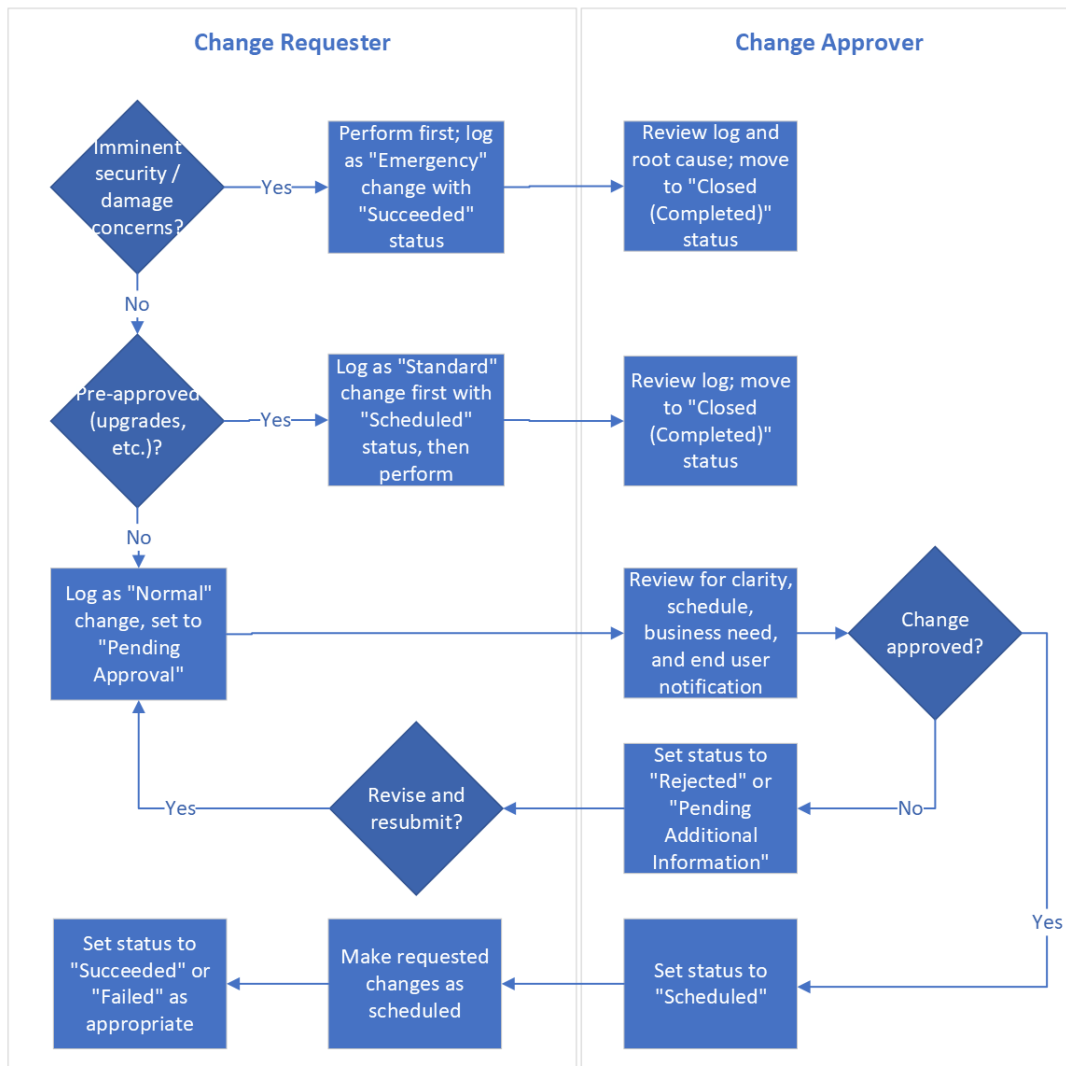 Change Requester
Change Approver
Imminent
security /
damage
concerns?
Yes
Perform first; log
as "Emergency"
change with
"Succeeded"
status
Review log and
root cause; move
to "Closed
(Completed)"
status
No
Pre-approved
(upgrades,
etc.)?
Yes
Log as "Standard"
change first with
"Scheduled"
status, then
perform
Review log; move
to "Closed
(Completed)"
status
No
Log as "Normal"
change, set to
"Pending
Approval"
Review for clarity,
schedule,
business need,
and end user
notification
Change
approved?
Yes
Revise and
resubmit?
Set status to
"Rejected" or
"Pending
Additional
Information"
No
Yes
Set status to
"Succeeded" or
"Failed" as
appropriate
Make requested
changes as
scheduled
Set status to
"Scheduled"